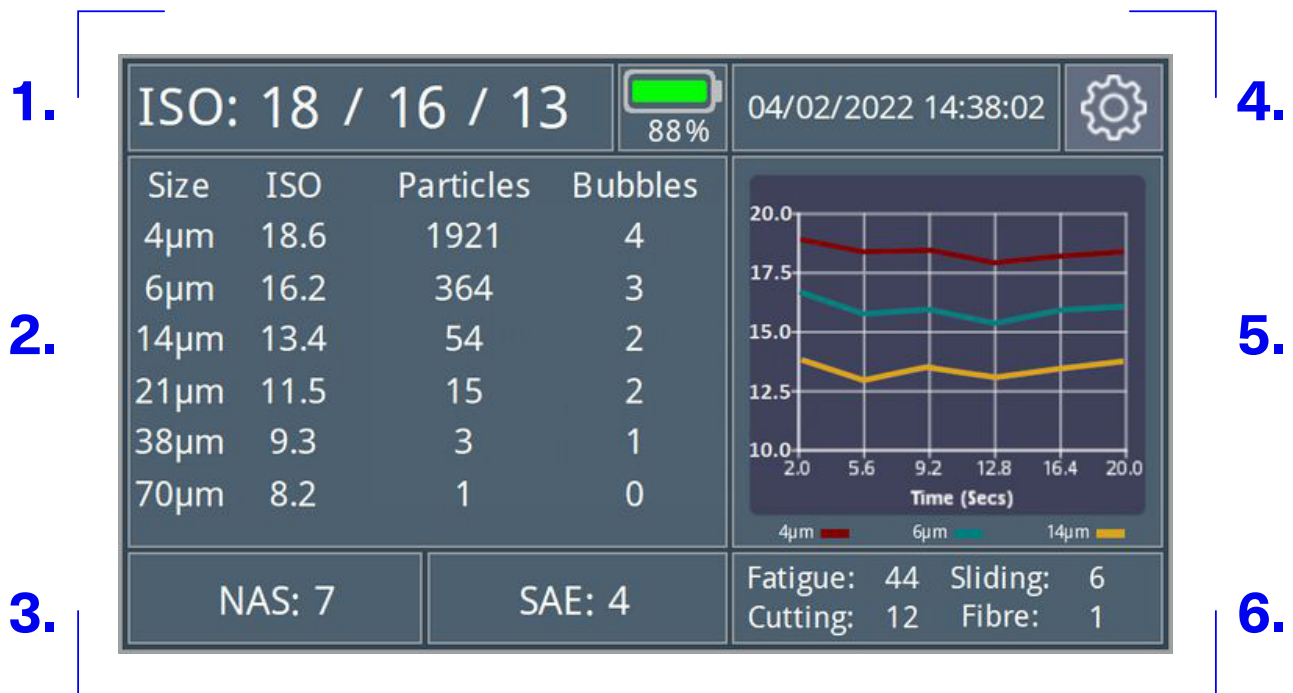 1.
ISO: 18 / 16 / 13
88%
04/02/2022 14:38:02
4.
2.
Size ISO Particles Bubbles
4µm 18.6 1921 4
6µm 16.2 364 3
14µm 13.4 54 2
21µm 11.5 15 2
38µm 9.3 3 1
70µm 8.2 1 0
5.
20.0
17.5
15.0
12.5
10.0
2.0 5.6 9.2 12.8 16.4 20.0
Time (Secs)
4µm 6µm 14µm
3.
NAS: 7
SAE: 4
Fatigue: 44 Sliding: 6
Cutting: 12 Fibre: 1
6.